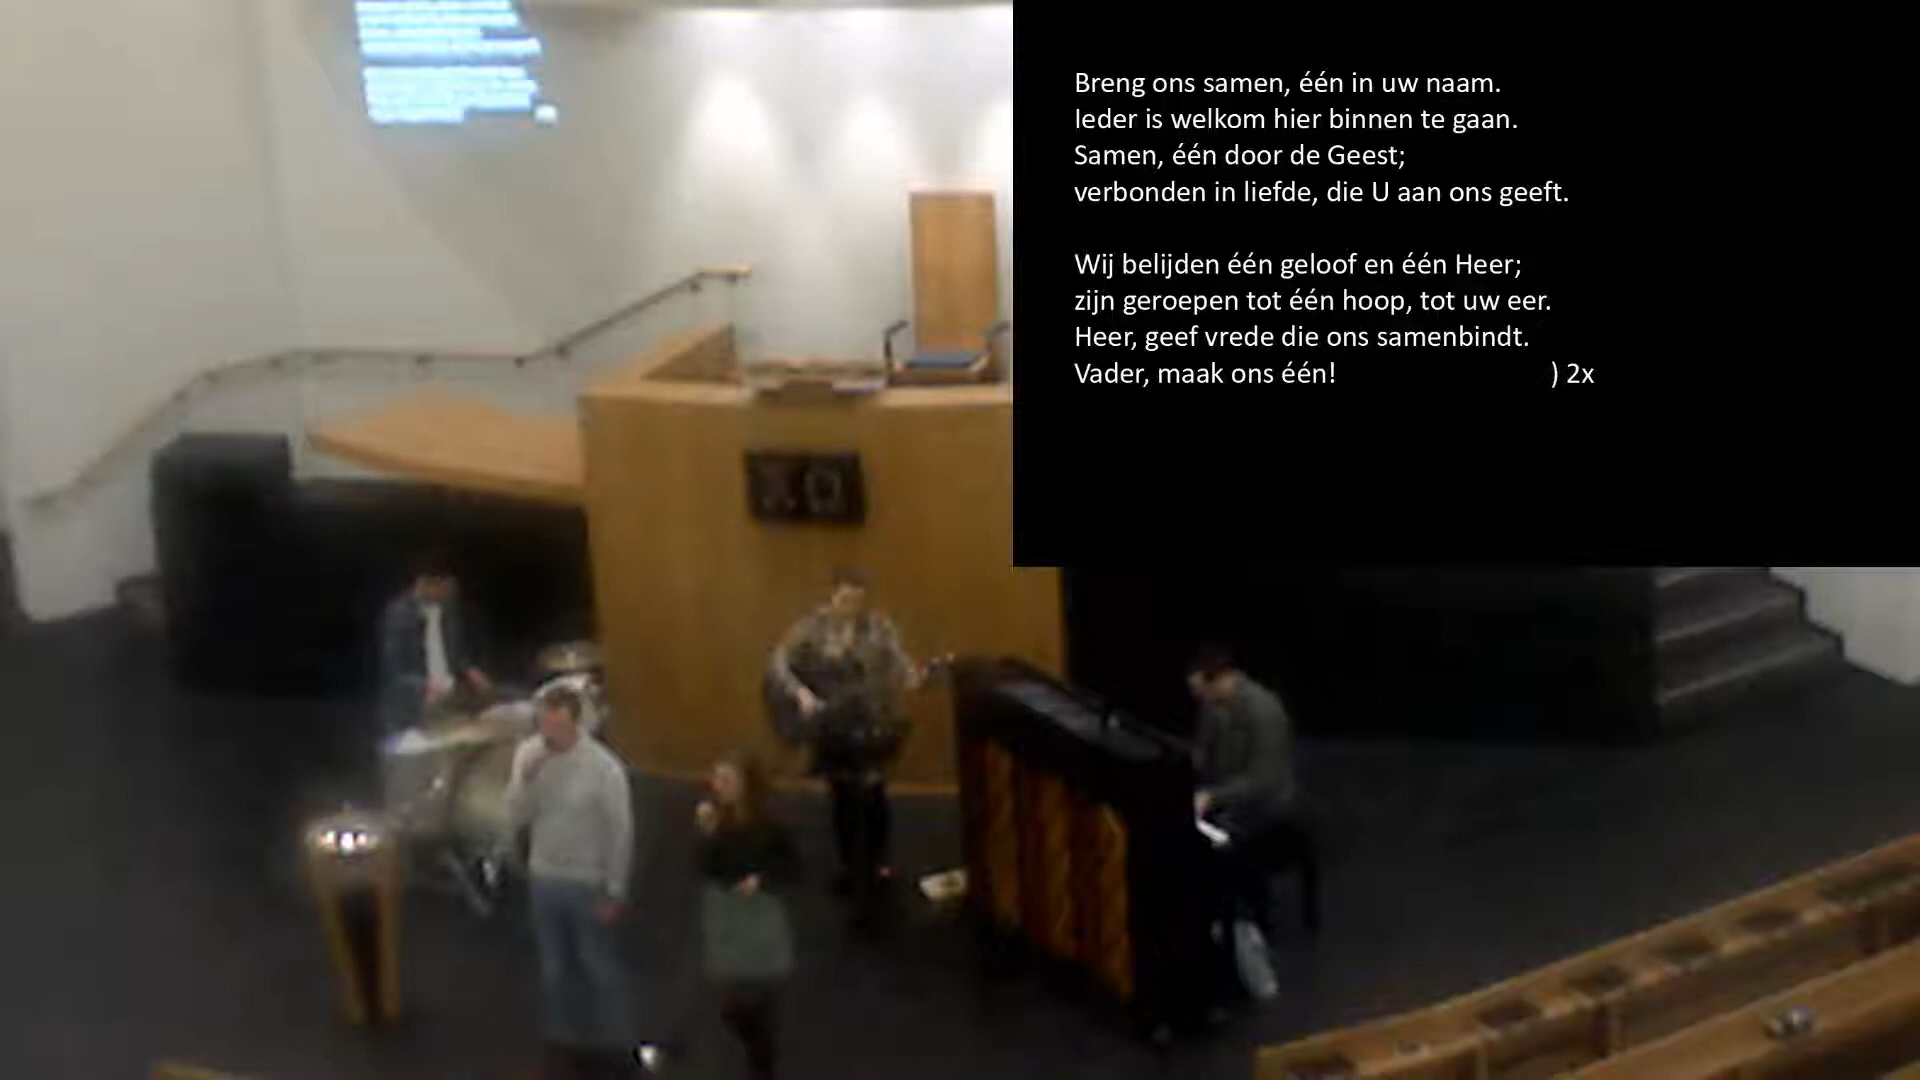 Breng ons samen, één in uw naam.
Ieder is welkom hier binnen te gaan.
Samen, één door de Geest;
verbonden in liefde, die U aan ons geeft.
Wij belijden één geloof en één Heer;
zijn geroepen tot één hoop, tot uw eer.
Heer, geef vrede die ons samenbindt.
Vader, maak ons één! ) 2x